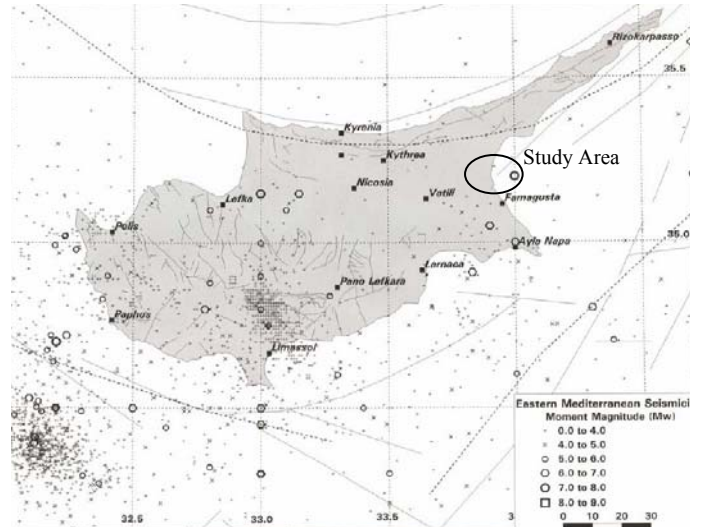 Rizokarpasso
35.5
Kyrenia
Kythrea
Study Area
Nicosia
Vatili
Lefka
Famagusta
Polis
35.0
Ayia Napa
Larnaca
Pano Lefkara
Paphos
Limassol
Eastern Mediterranean Seismici
Moment Magnitude (Mw)
0.0 to 4.0
4.0 to 5.0
5.0 to 6.0
6.0 to 7.0
7.0 to 8.0
8.0 to 9.0
22.5 33.0 33.5 3 0 10 20 30